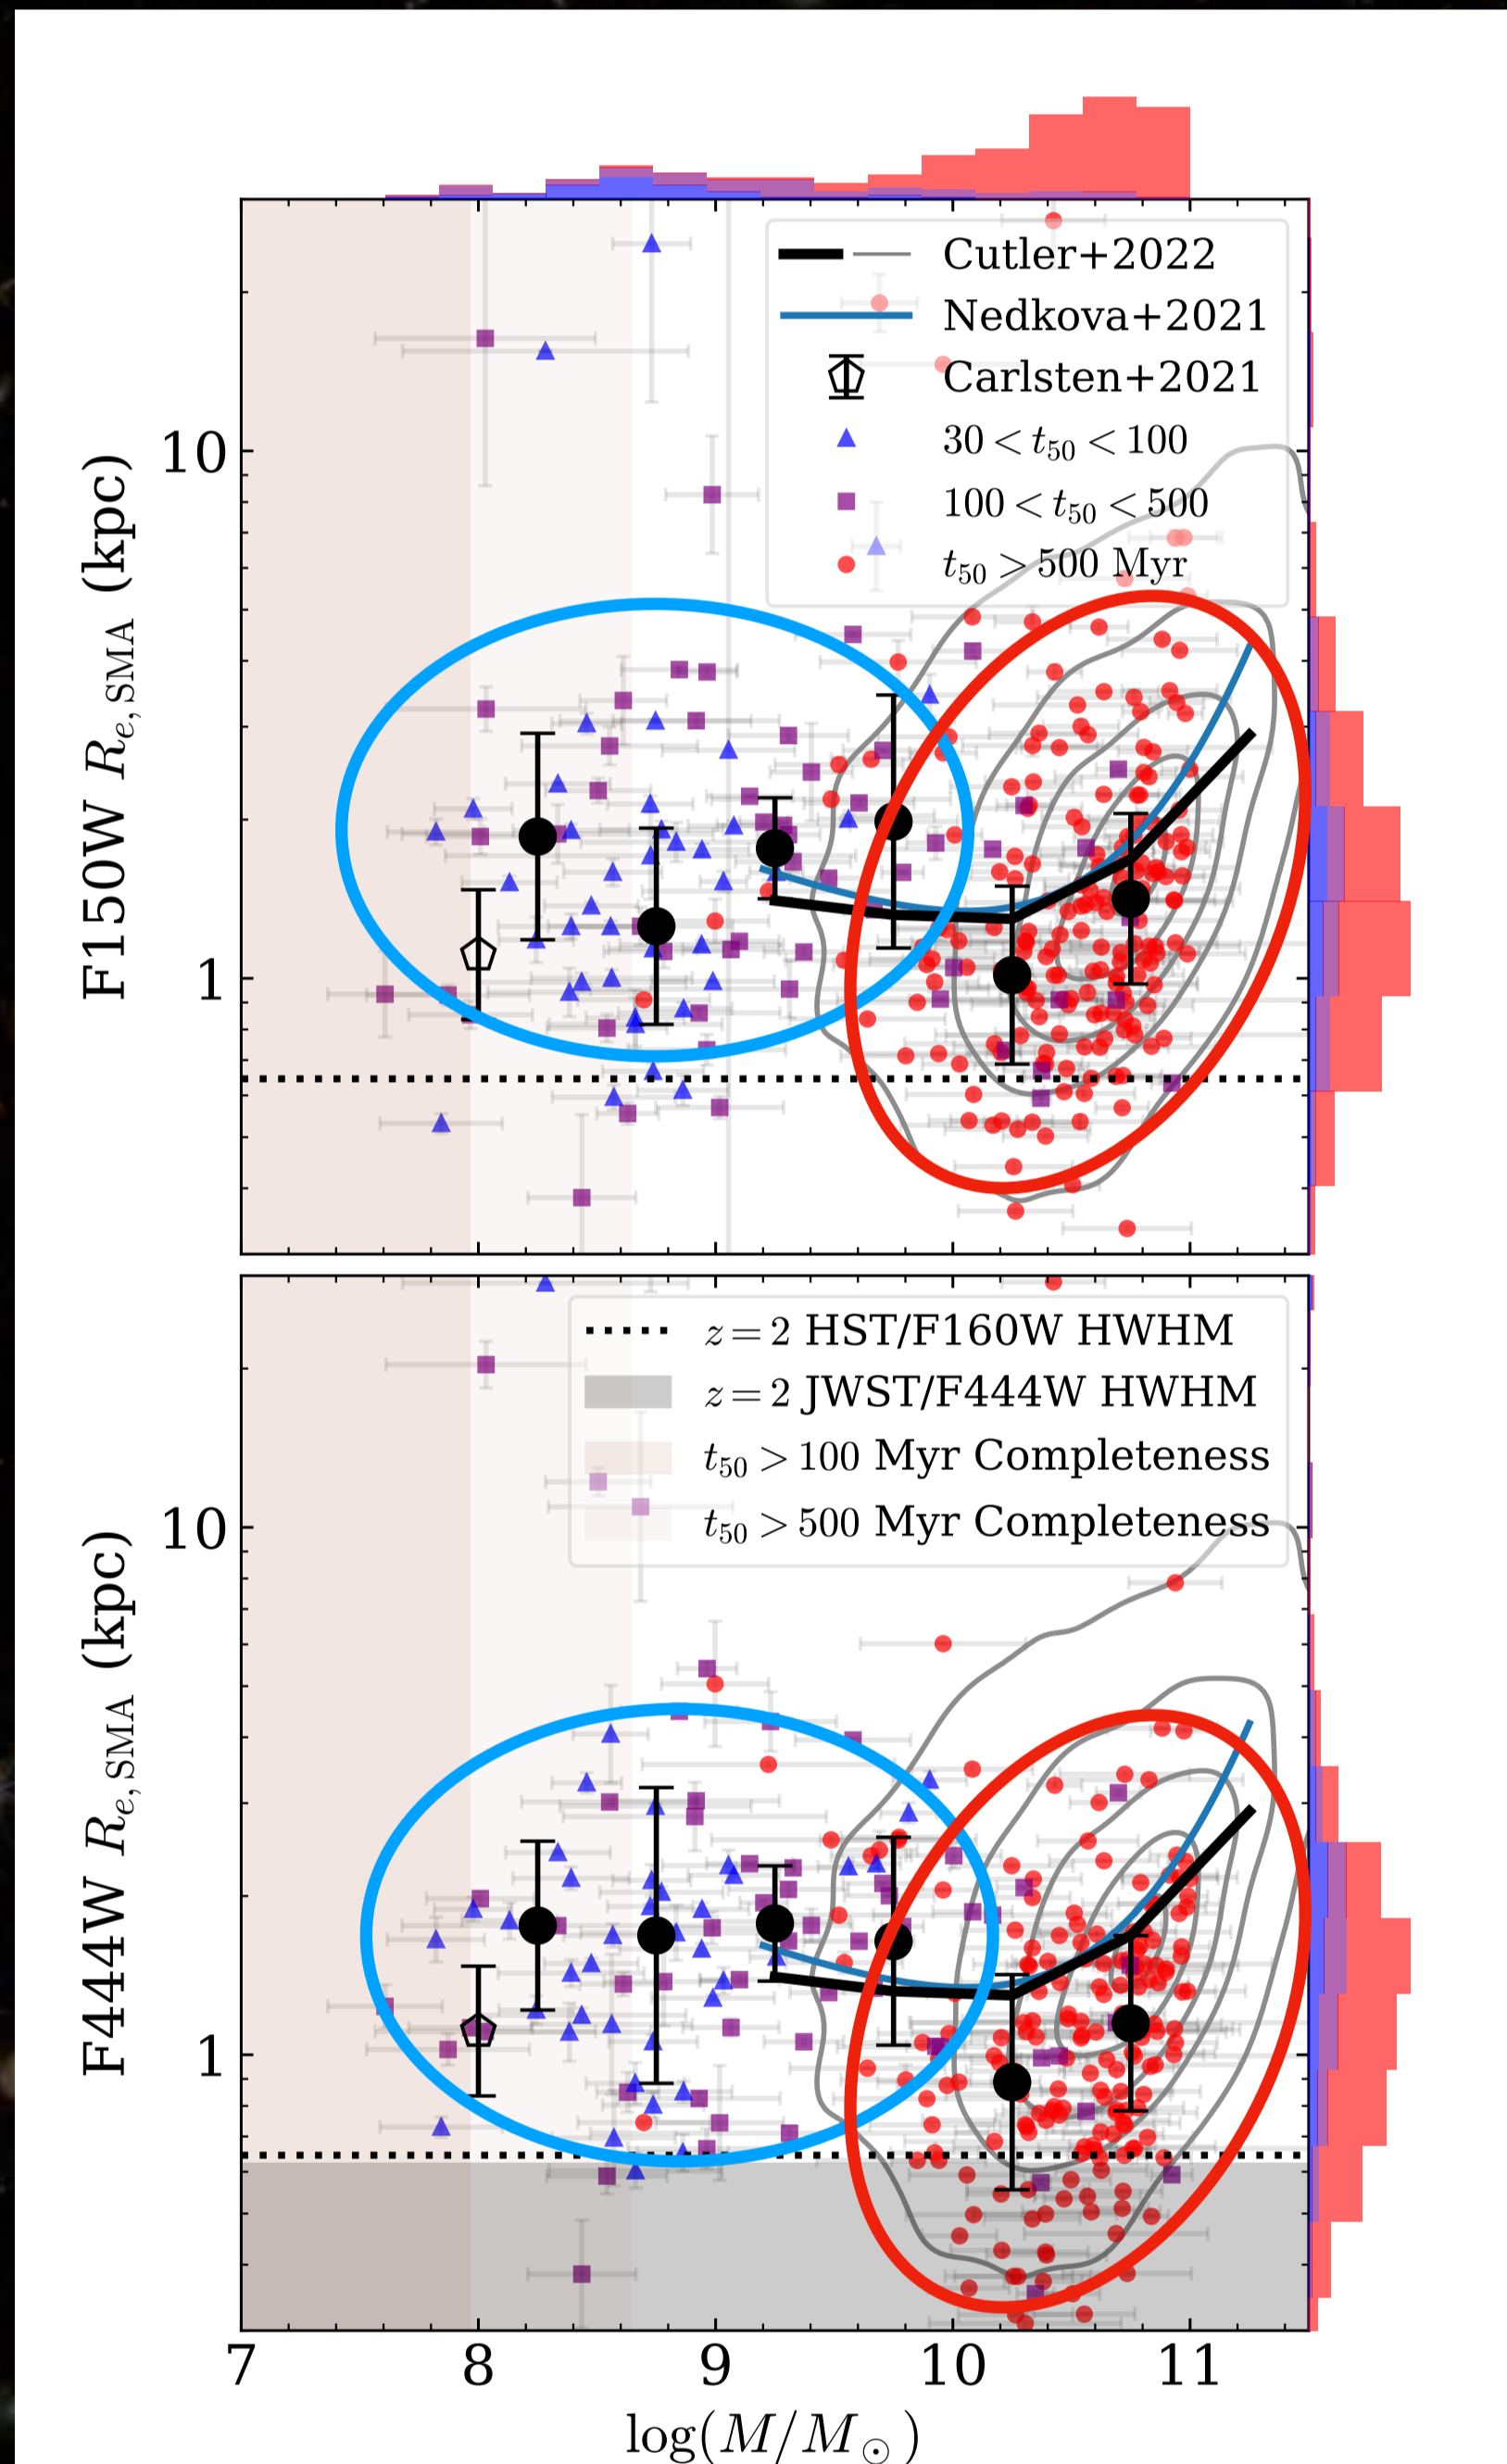 Cutler+2022
Nedkova+2021
Carlsten+2021
30 < t₅₀ < 100
100 < t₅₀ < 500
t₅₀ > 500 Myr
10
1
F150W Rₑ,SMA (kpc)
z = 2 HST/F160W HWHM
z = 2 JWST/F444W HWHM
t₅₀ > 100 Myr Completeness
t₅₀ > 500 Myr Completeness
10
1
F444W Rₑ,SMA (kpc)
7 8 9 10 11
log(M/M⊙)